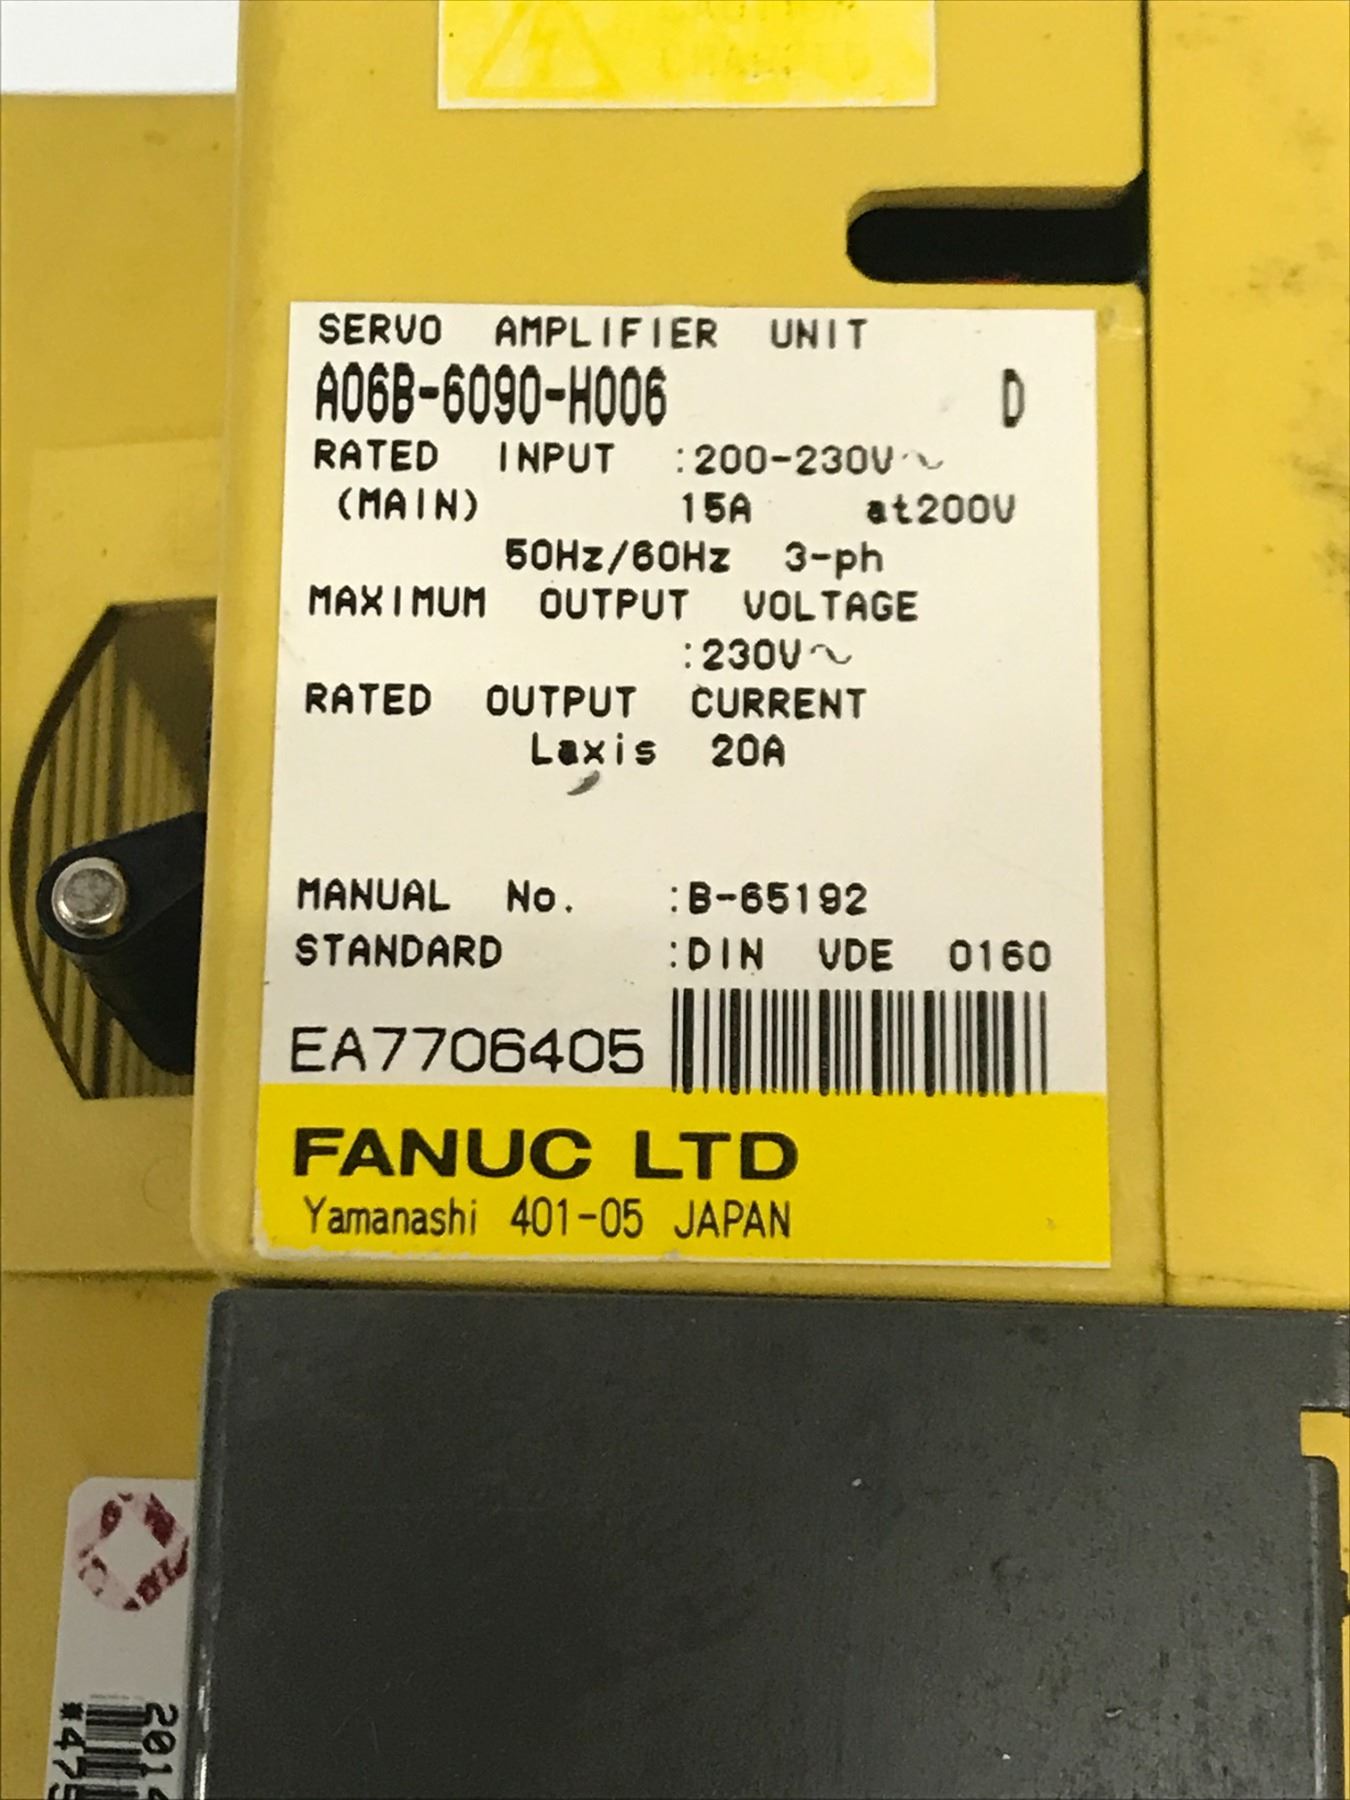 CHARGED
SERVO AMPLIFIER UNIT
A06B-6090-H006 D
RATED INPUT :200-230V~
(MAIN) 15A at200V
50Hz/60Hz 3-ph
MAXIMUM OUTPUT VOLTAGE
:230V~
RATED OUTPUT CURRENT
Laxis 20A
MANUAL No. :B-65192
STANDARD :DIN VDE 0160
EA7706405
FANUC LTD
Yamanashi 401-05 JAPAN